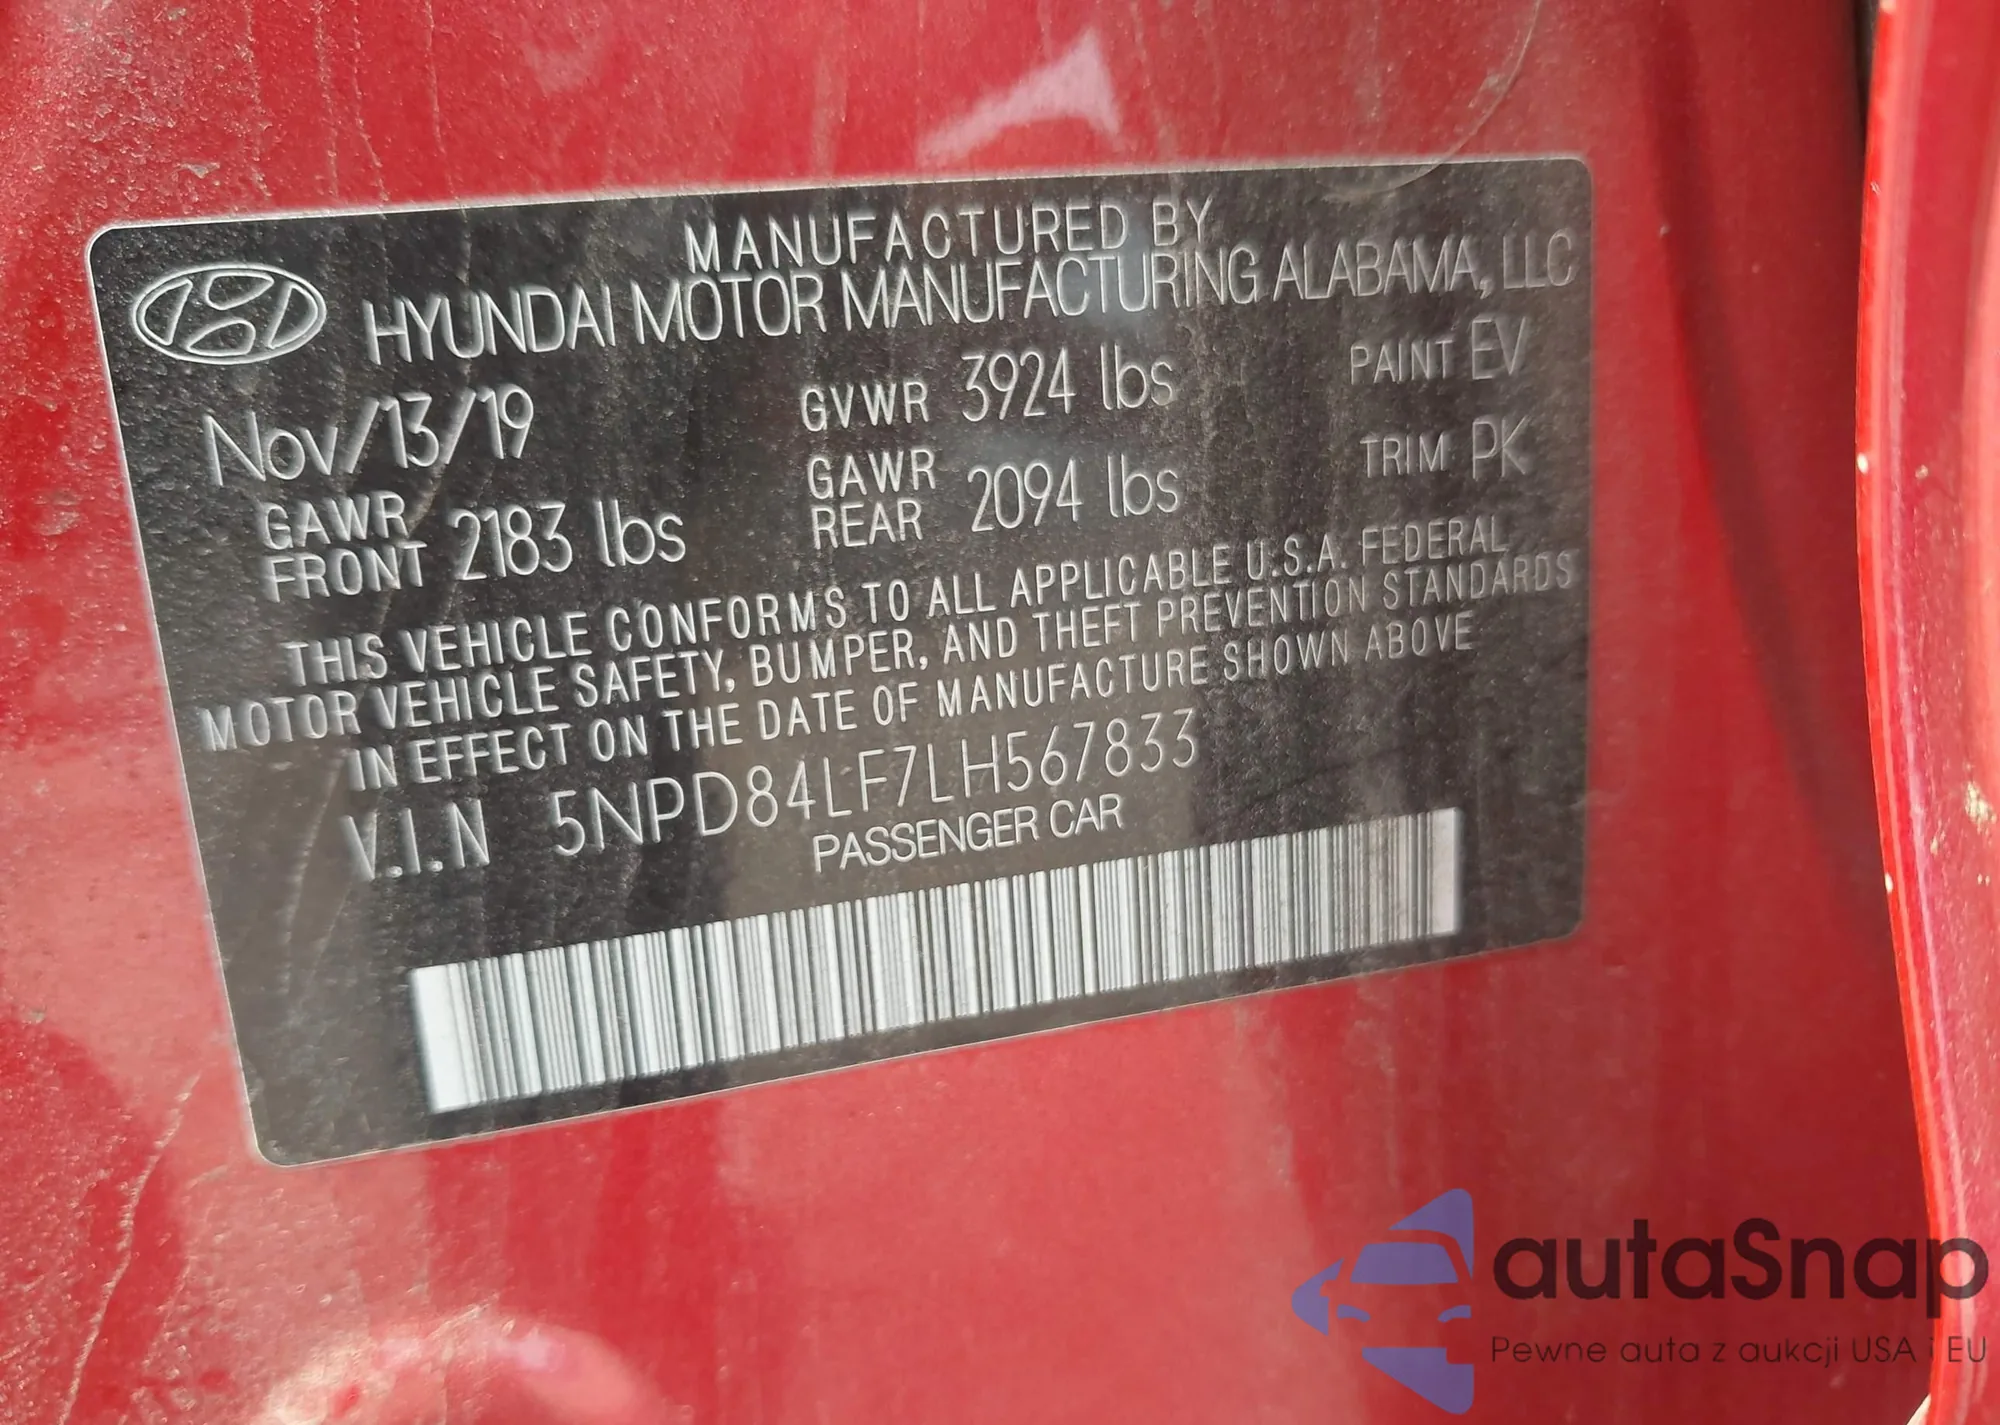 MANUFACTURED BY
HYUNDAI MOTOR MANUFACTURING ALABAMA, LLC
Nov/13/19 GVWR 3924 lbs PAINT EV
GAWR FRONT 2183 lbs GAWR REAR 2094 lbs TRIM PK
THIS VEHICLE CONFORMS TO ALL APPLICABLE U.S.A. FEDERAL
MOTOR VEHICLE SAFETY, BUMPER, AND THEFT PREVENTION STANDARDS
IN EFFECT ON THE DATE OF MANUFACTURE SHOWN ABOVE
V.I.N 5NPD84LF7LH567833
PASSENGER CAR
autaSnap
Pewne auta z aukcji USA i EU